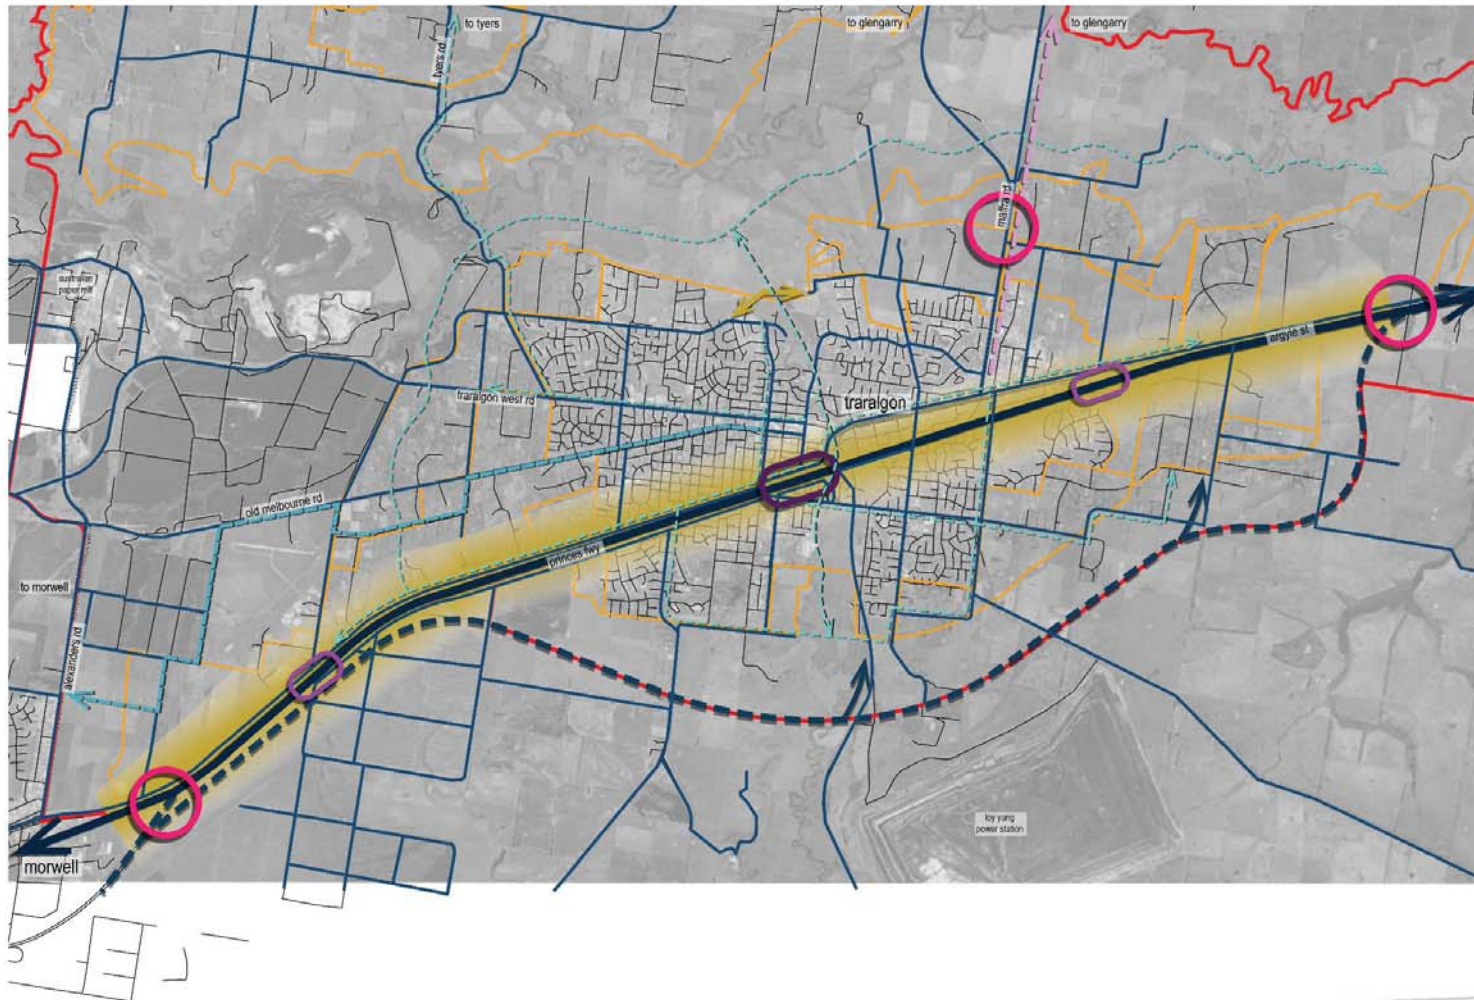 to tyers
to glengarry
to glengarry
tyers rd
maffra rd
australian
paper mill
argyle st
traralgon west rd
traralgon
old melbourne rd
princes fwy
to morwell
alexanders rd
loy yang
power station
morwell